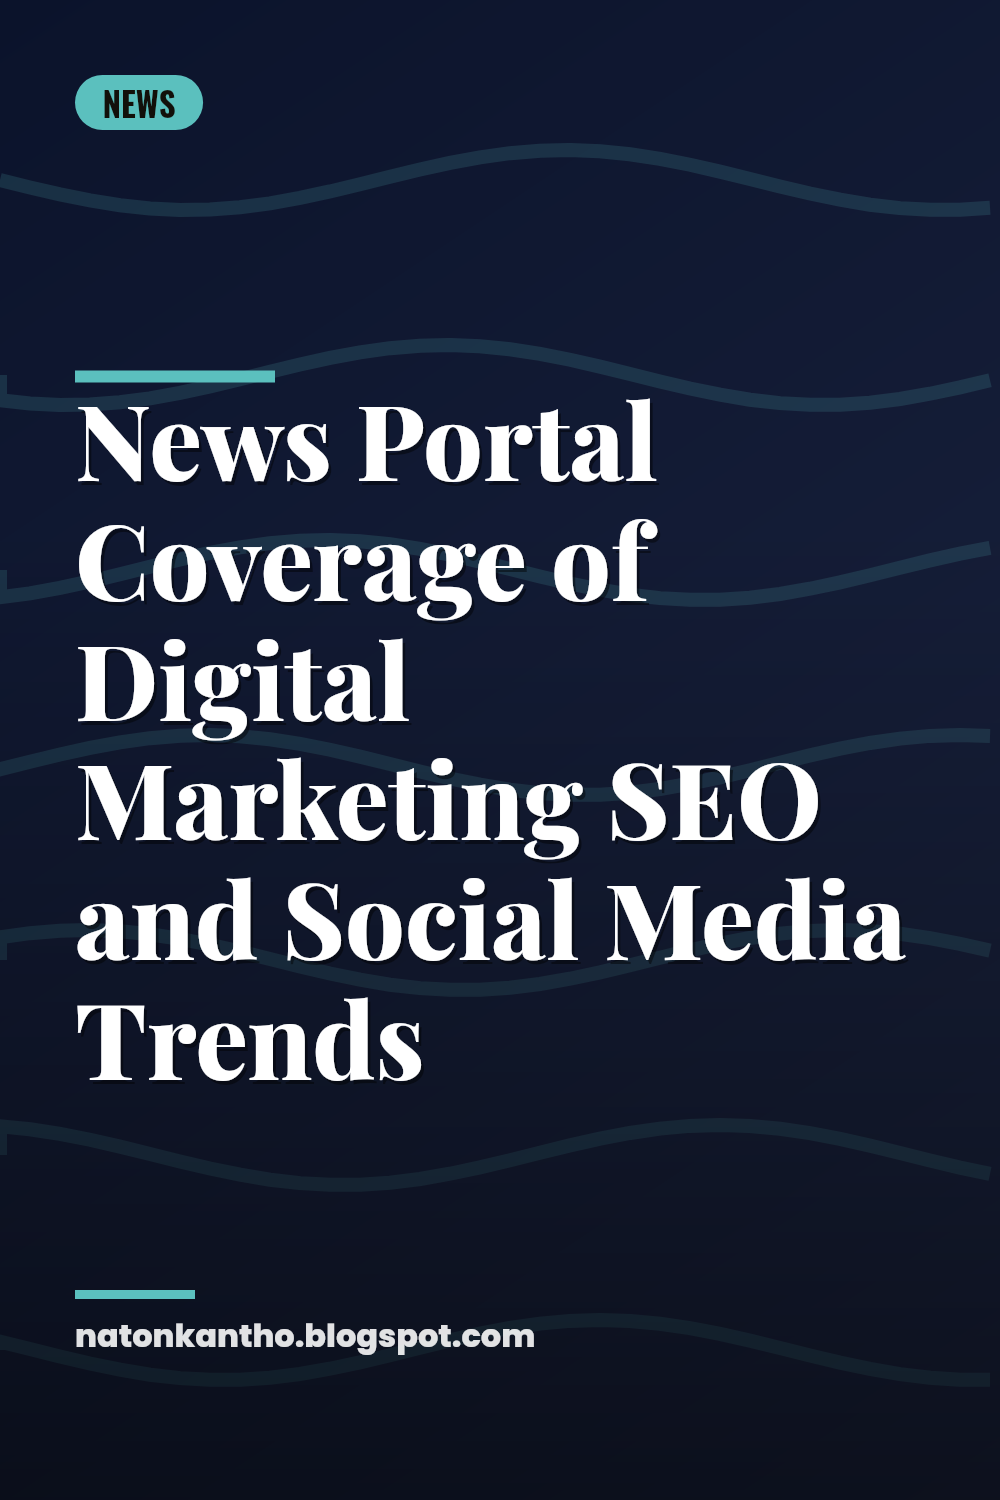 NEWS
News Portal
Coverage of
Digital
Marketing SEO
and Social Media
Trends
natonkantho.blogspot.com